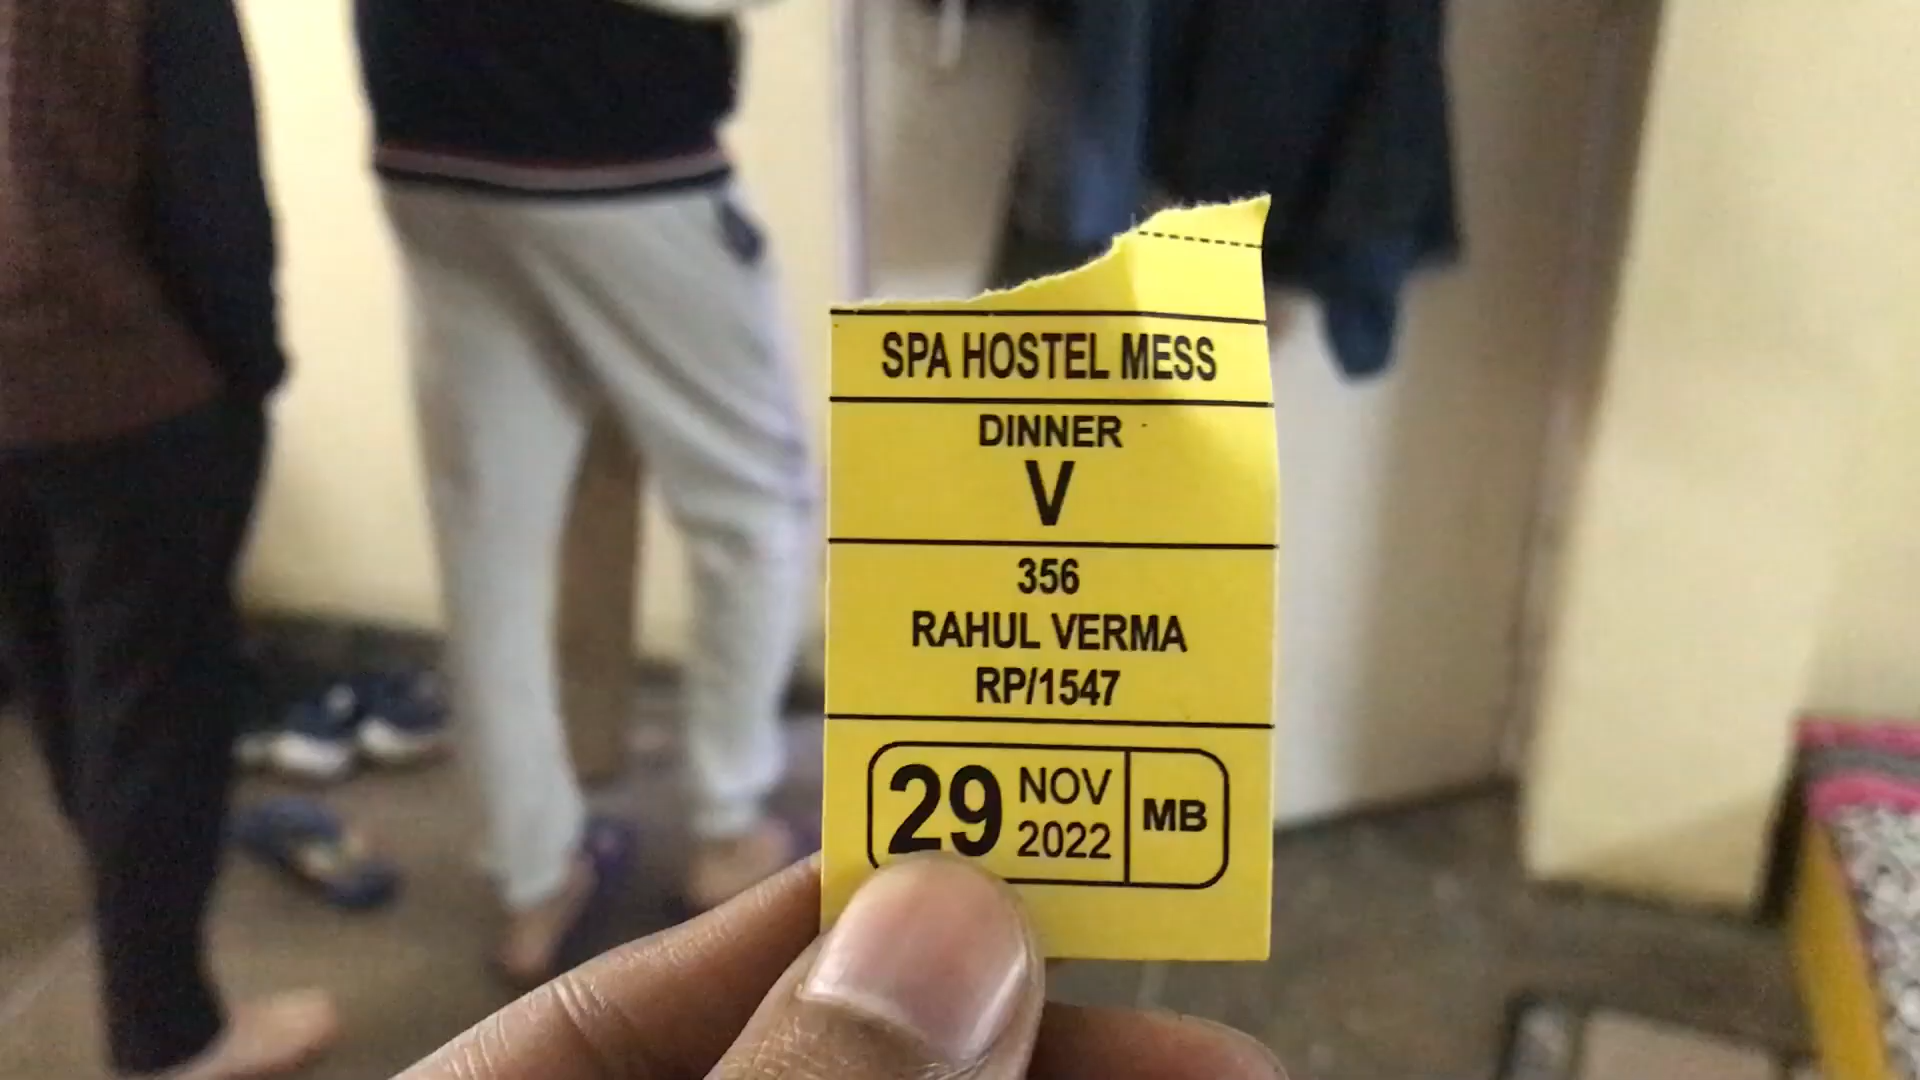 SPA HOSTEL MESS
DINNER
V
356
RAHUL VERMA
RP/1547
29 NOV 2022 MB